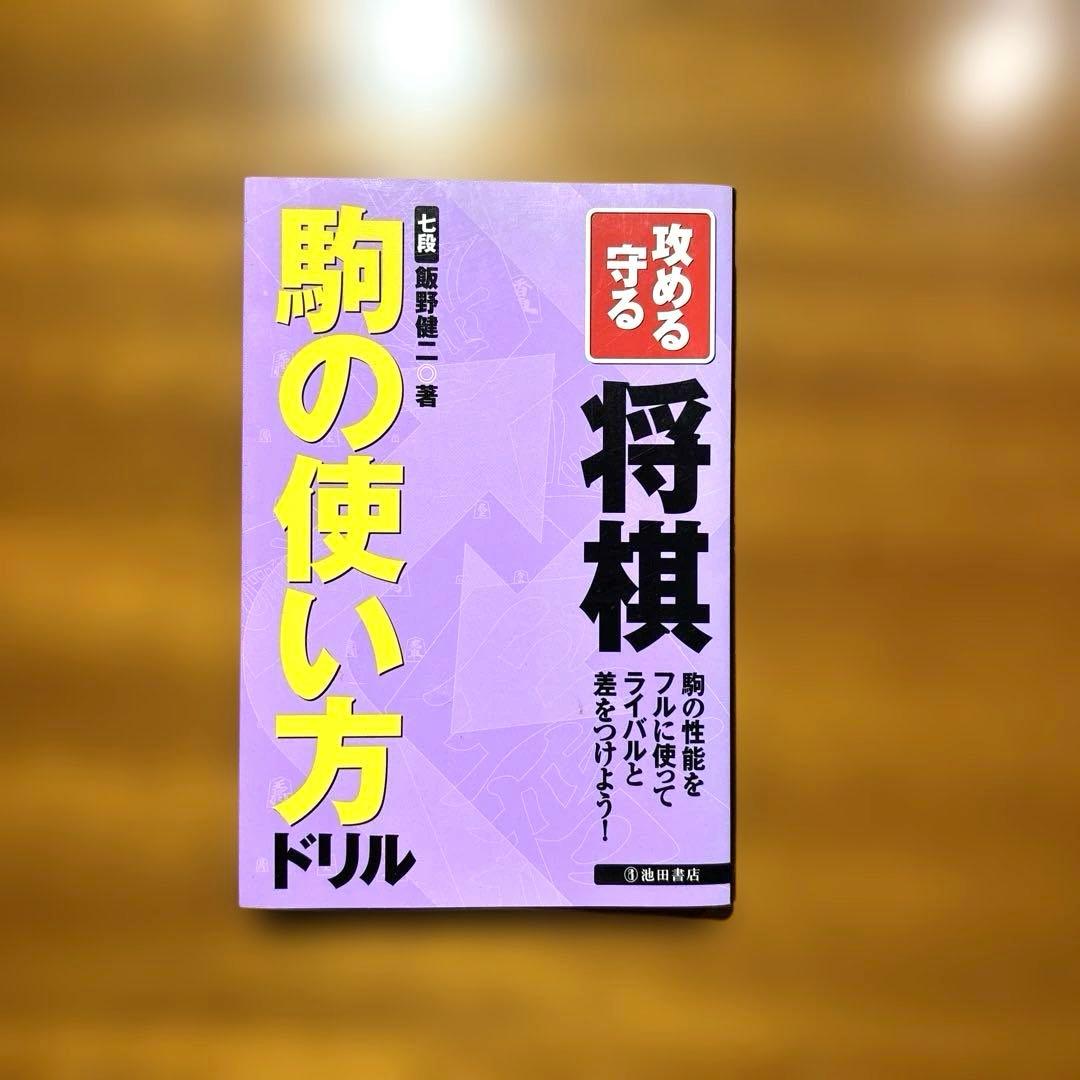 攻める
守る
将棋
駒の性能を
フルに使って
ライバルと
差をつけよう!
池田書店
七段 飯野健二◎著
駒の使い方
ドリル